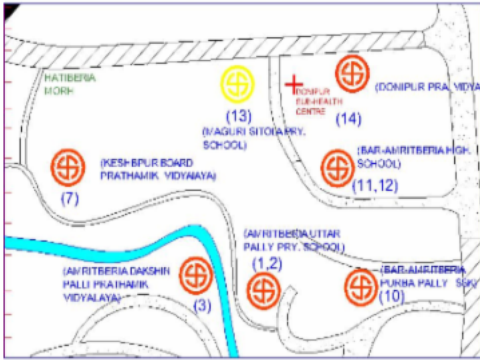 HATIBERIA
MORH
(13)
(MAGURI SITOLA PRY.
SCHOOL)
DONIPUR
SUB-HEALTH
CENTRE
(14)
(DONIPUR PRA. VIDYA
(KESHBPUR BOARD
PRATHAMIK VIDYALAYA)
(7)
(BAR-AMRITBERIA HIGH.
SCHOOL)
(11,12)
(AMRITBERIA UTTAR
PALLY PRY. SCHOOL)
(1,2)
(AMRITBERIA DAKSHIN
PALLI PRATHAMIK
VIDYALAYA)
(3)
(BAR-AMRITBERIA
PURBA PALLY SSK)
(10)